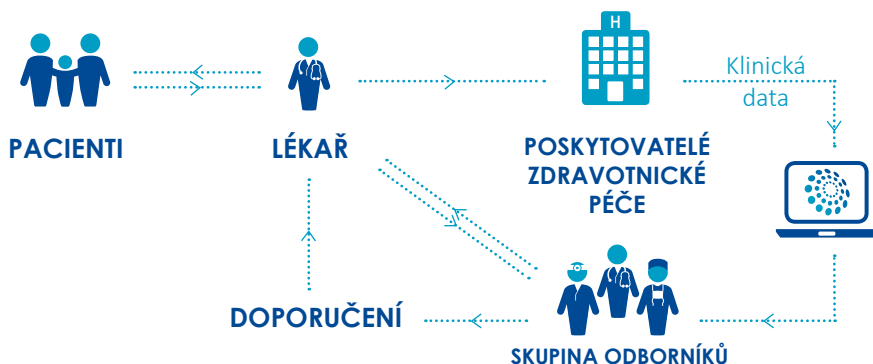 H
Klinická
data
PACIENTI
LÉKAŘ
POSKYTOVATELÉ
ZDRAVOTNICKÉ
PÉČE
DOPORUČENÍ
SKUPINA ODBORNÍKŮ